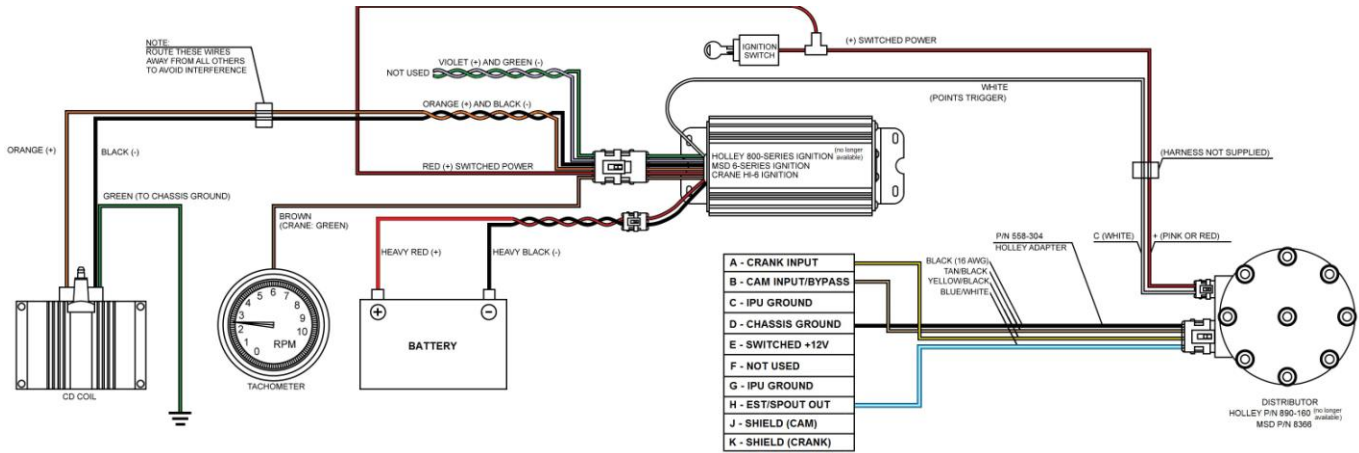 NOTE:
ROUTE THESE WIRES
AWAY FROM ALL OTHERS
TO AVOID INTERFERENCE
VIOLET (+) AND GREEN (-)
NOT USED
ORANGE (+) AND BLACK (-)
ORANGE (+)
BLACK (-)
RED (+) SWITCHED POWER
GREEN (TO CHASSIS GROUND)
BROWN
(CRANE: GREEN)
HEAVY RED (+)
HEAVY BLACK (-)
IGNITION
SWITCH
(+) SWITCHED POWER
WHITE
(POINTS TRIGGER)
HOLLEY 800-SERIES IGNITION (no longer available)
MSD 6-SERIES IGNITION
CRANE HI-6 IGNITION
(HARNESS NOT SUPPLIED)
C (WHITE)
+ (PINK OR RED)
P/N 558-304
HOLLEY ADAPTER
BLACK (16 AWG)
TAN/BLACK
YELLOW/BLACK
BLUE/WHITE
A - CRANK INPUT
B - CAM INPUT/BYPASS
C - IPU GROUND
D - CHASSIS GROUND
E - SWITCHED +12V
F - NOT USED
G - IPU GROUND
H - EST/SPOUT OUT
J - SHIELD (CAM)
K - SHIELD (CRANK)
CD COIL
0
1
2
3
4
5
6
7
8
9
10
RPM
TACHOMETER
+
−
BATTERY
DISTRIBUTOR
HOLLEY P/N 890-160 (no longer available)
MSD P/N 8366